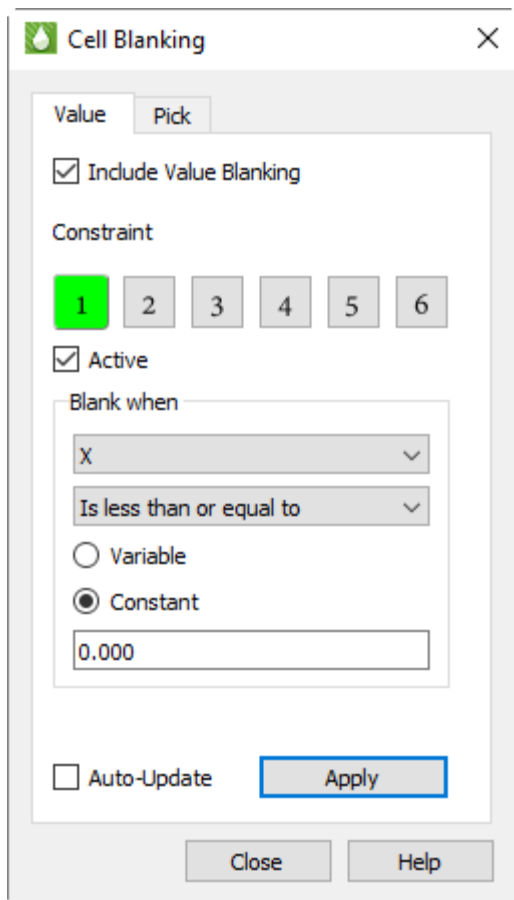 Cell Blanking
Value Pick
Include Value Blanking
Constraint
1 2 3 4 5 6
Active
Blank when
X
Is less than or equal to
Variable
Constant
0.000
Auto-Update Apply
Close Help